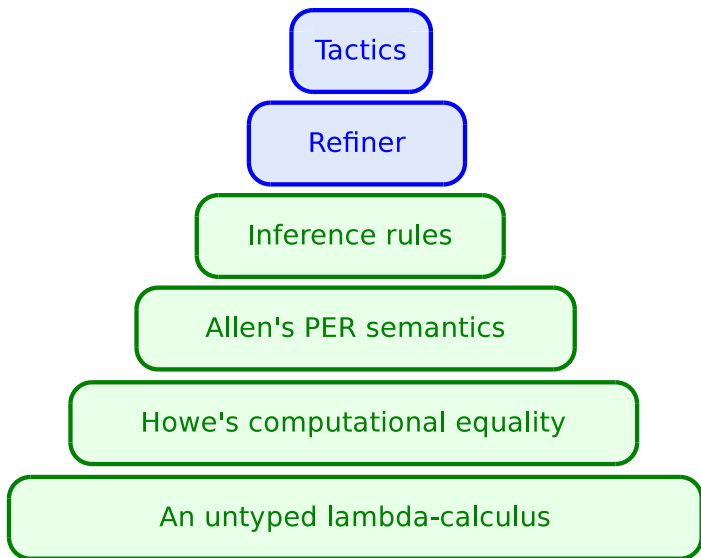 Tactics
Refiner
Inference rules
Allen's PER semantics
Howe's computational equality
An untyped lambda-calculus